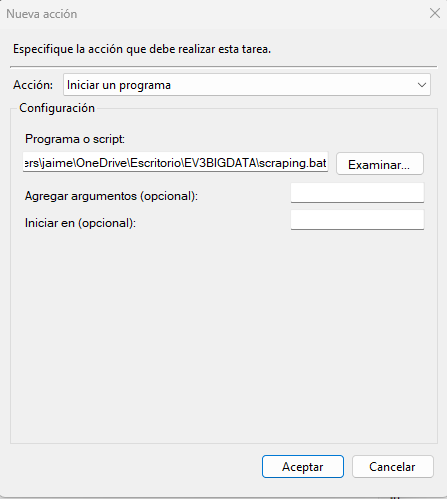 Nueva acción
Especifique la acción que debe realizar esta tarea.
Acción: Iniciar un programa
Configuración
Programa o script:
ers\jaime\OneDrive\Escritorio\EV3BIGDATA\scraping.bat Examinar...
Agregar argumentos (opcional):
Iniciar en (opcional):
Aceptar Cancelar